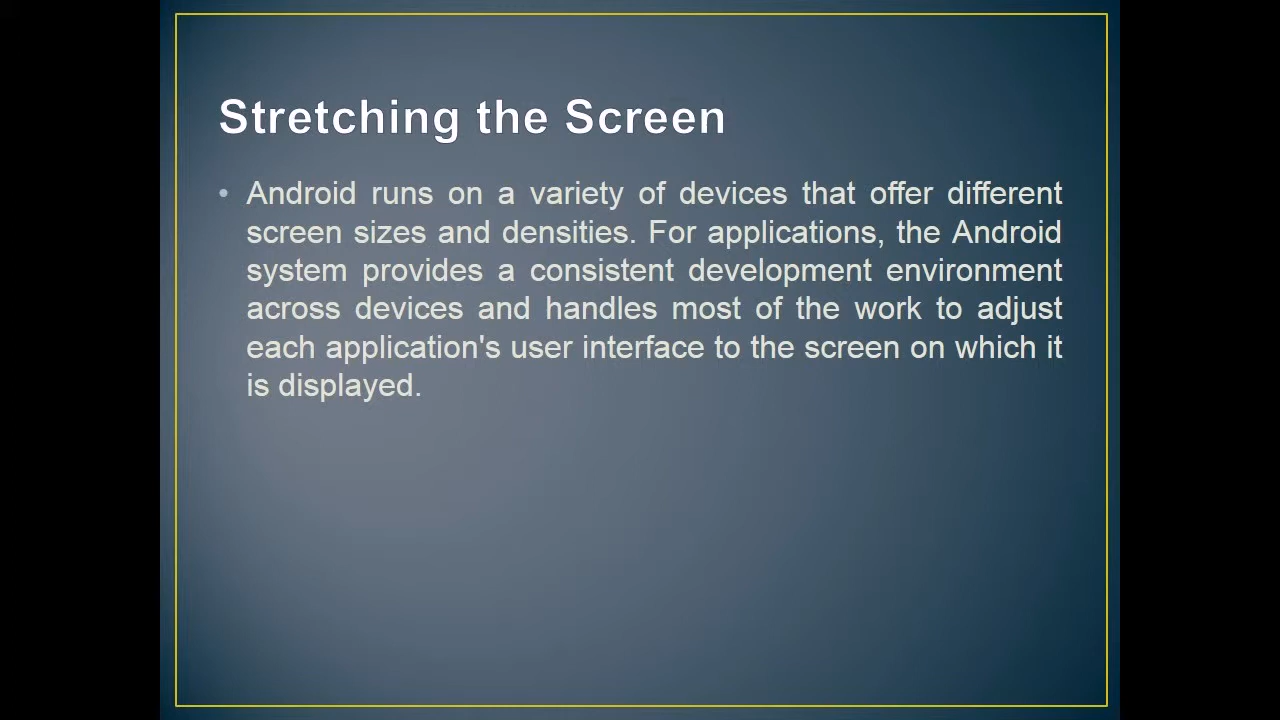 Stretching the Screen
• Android runs on a variety of devices that offer different
screen sizes and densities. For applications, the Android
system provides a consistent development environment
across devices and handles most of the work to adjust
each application's user interface to the screen on which it
is displayed.